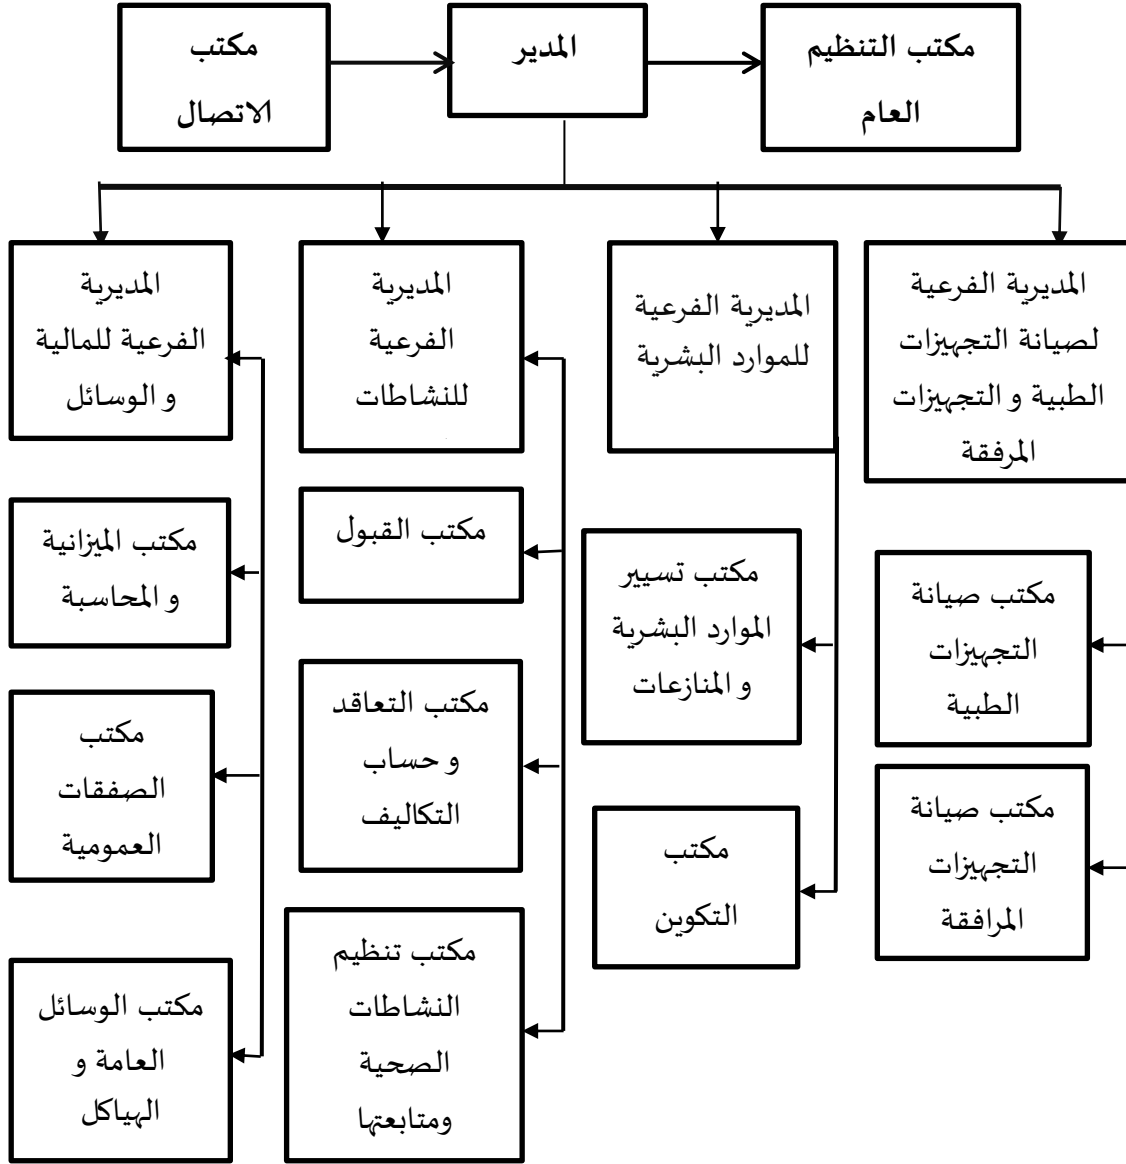 مكتب التنظيم
العام
المدير
مكتب
الاتصال
المديرية الفرعية
لصيانة التجهيزات
الطبية و التجهيزات
المرفقة
المديرية الفرعية
للموارد البشرية
المديرية
الفرعية
للنشاطات
المديرية
الفرعية للمالية
و الوسائل
مكتب صيانة
التجهيزات
الطبية
مكتب صيانة
التجهيزات
المرافقة
مكتب تسيير
الموارد البشرية
و المنازعات
مكتب
التكوين
مكتب القبول
مكتب التعاقد
و حساب
التكاليف
مكتب تنظيم
النشاطات
الصحية
ومتابعتها
مكتب الميزانية
و المحاسبة
مكتب
الصفقات
العمومية
مكتب الوسائل
العامة و
الهياكل